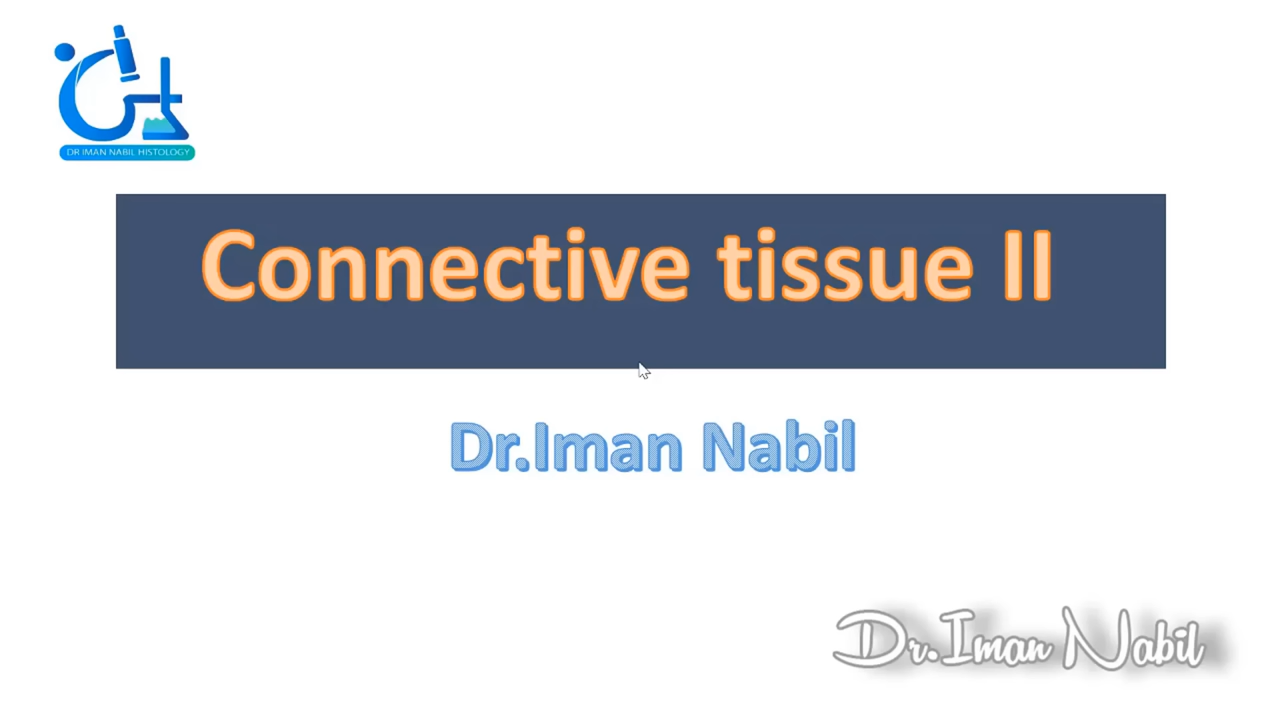 DR IMAN NABIL HISTOLOGY
Connective tissue II
Dr.Iman Nabil
Dr.Iman Nabil